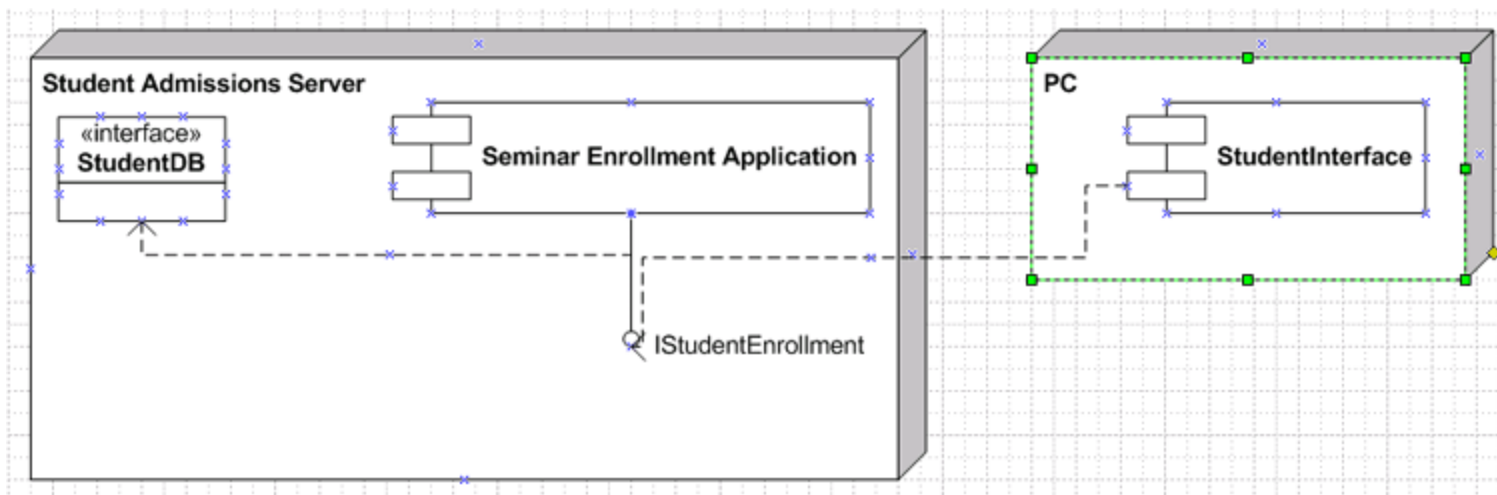 Student Admissions Server
«interface»
StudentDB
Seminar Enrollment Application
IStudentEnrollment
PC
StudentInterface